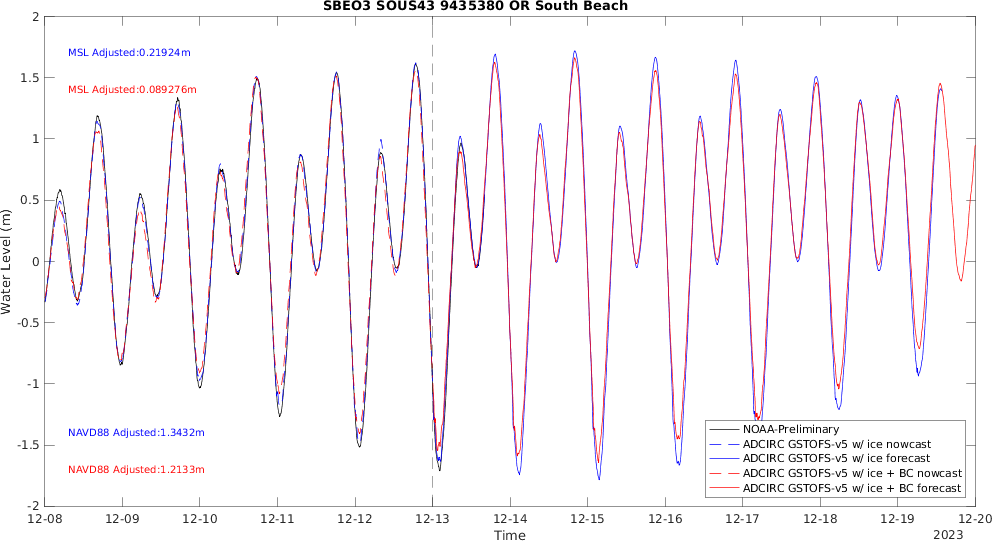 SBEO3 SOUS43 9435380 OR South Beach
MSL Adjusted:0.21924m
MSL Adjusted:0.089276m
NAVD88 Adjusted:1.3432m
NAVD88 Adjusted:1.2133m
Water Level (m)
2
1.5
1
0.5
0
-0.5
-1
-1.5
-2
NOAA-Preliminary
ADCIRC GSTOFS-v5 w/ ice nowcast
ADCIRC GSTOFS-v5 w/ ice forecast
ADCIRC GSTOFS-v5 w/ ice + BC nowcast
ADCIRC GSTOFS-v5 w/ ice + BC forecast
12-08 12-09 12-10 12-11 12-12 12-13 12-14 12-15 12-16 12-17 12-18 12-19 12-20
Time
2023